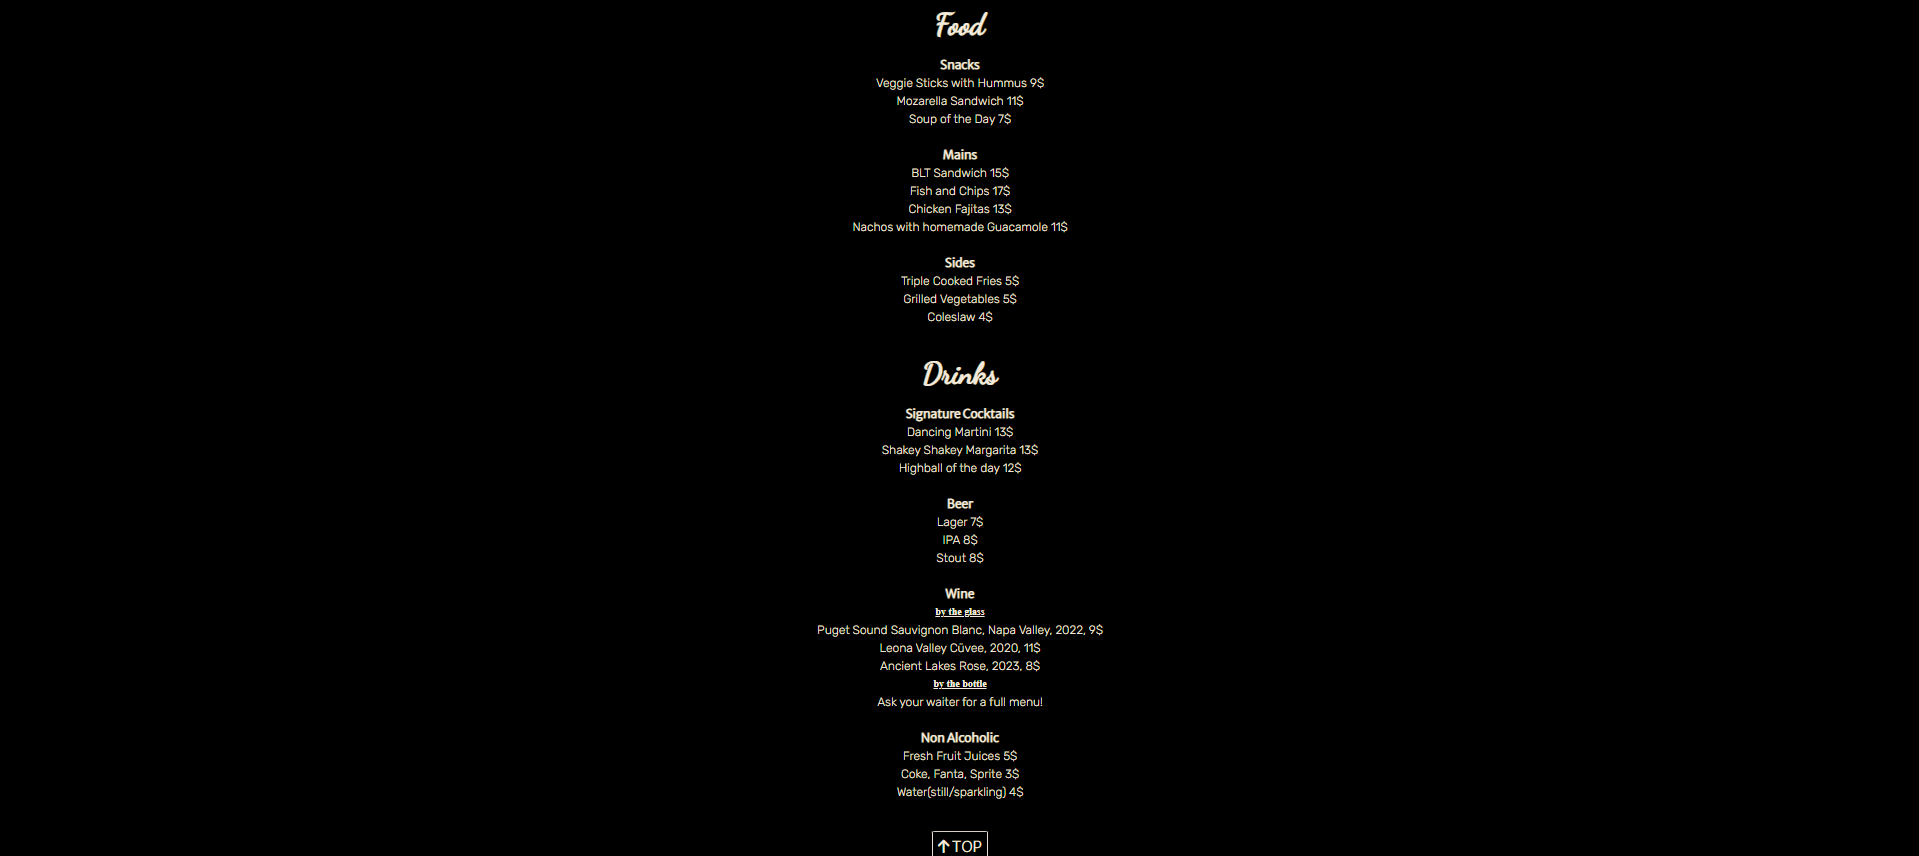 Food
Snacks
Veggie Sticks with Hummus 9$
Mozarella Sandwich 11$
Soup of the Day 7$
Mains
BLT Sandwich 15$
Fish and Chips 17$
Chicken Fajitas 13$
Nachos with homemade Guacamole 11$
Sides
Triple Cooked Fries 5$
Grilled Vegetables 5$
Coleslaw 4$
Drinks
Signature Cocktails
Dancing Martini 13$
Shakey Shakey Margarita 13$
Highball of the day 12$
Beer
Lager 7$
IPA 8$
Stout 8$
Wine
by the glass
Puget Sound Sauvignon Blanc, Napa Valley, 2022, 9$
Leona Valley Cüvee, 2020, 11$
Ancient Lakes Rose, 2023, 8$
by the bottle
Ask your waiter for a full menu!
Non Alcoholic
Fresh Fruit Juices 5$
Coke, Fanta, Sprite 3$
Water(still/sparkling) 4$
↑ TOP